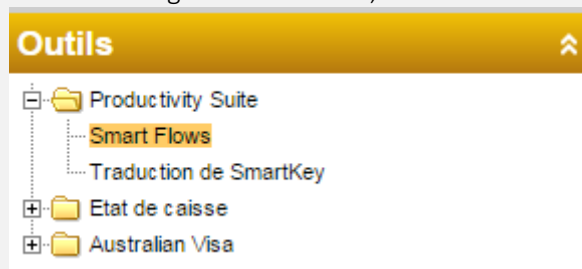 Outils
Productivity Suite
Smart Flows
Traduction de SmartKey
Etat de caisse
Australian Visa